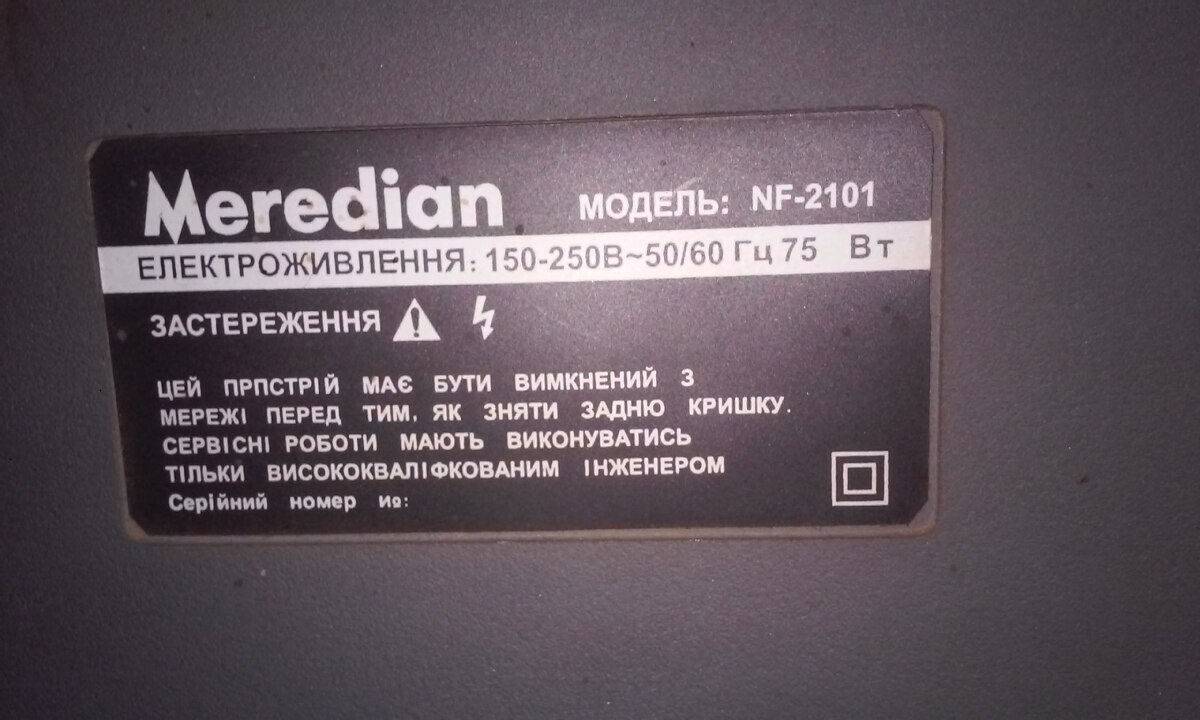 Meredian МОДЕЛЬ: NF-2101
ЕЛЕКТРОЖИВЛЕННЯ: 150-250В~50/60 Гц 75 Вт
ЗАСТЕРЕЖЕННЯ
ЦЕЙ ПРПСТРІЙ МАЄ БУТИ ВИМКНЕНИЙ З
МЕРЕЖІ ПЕРЕД ТИМ, ЯК ЗНЯТИ ЗАДНЮ КРИШКУ.
СЕРВІСНІ РОБОТИ МАЮТЬ ВИКОНУВАТИСЬ
ТІЛЬКИ ВИСОКОКВАЛІФКОВАНИМ ІНЖЕНЕРОМ
Серійний номер Иº: